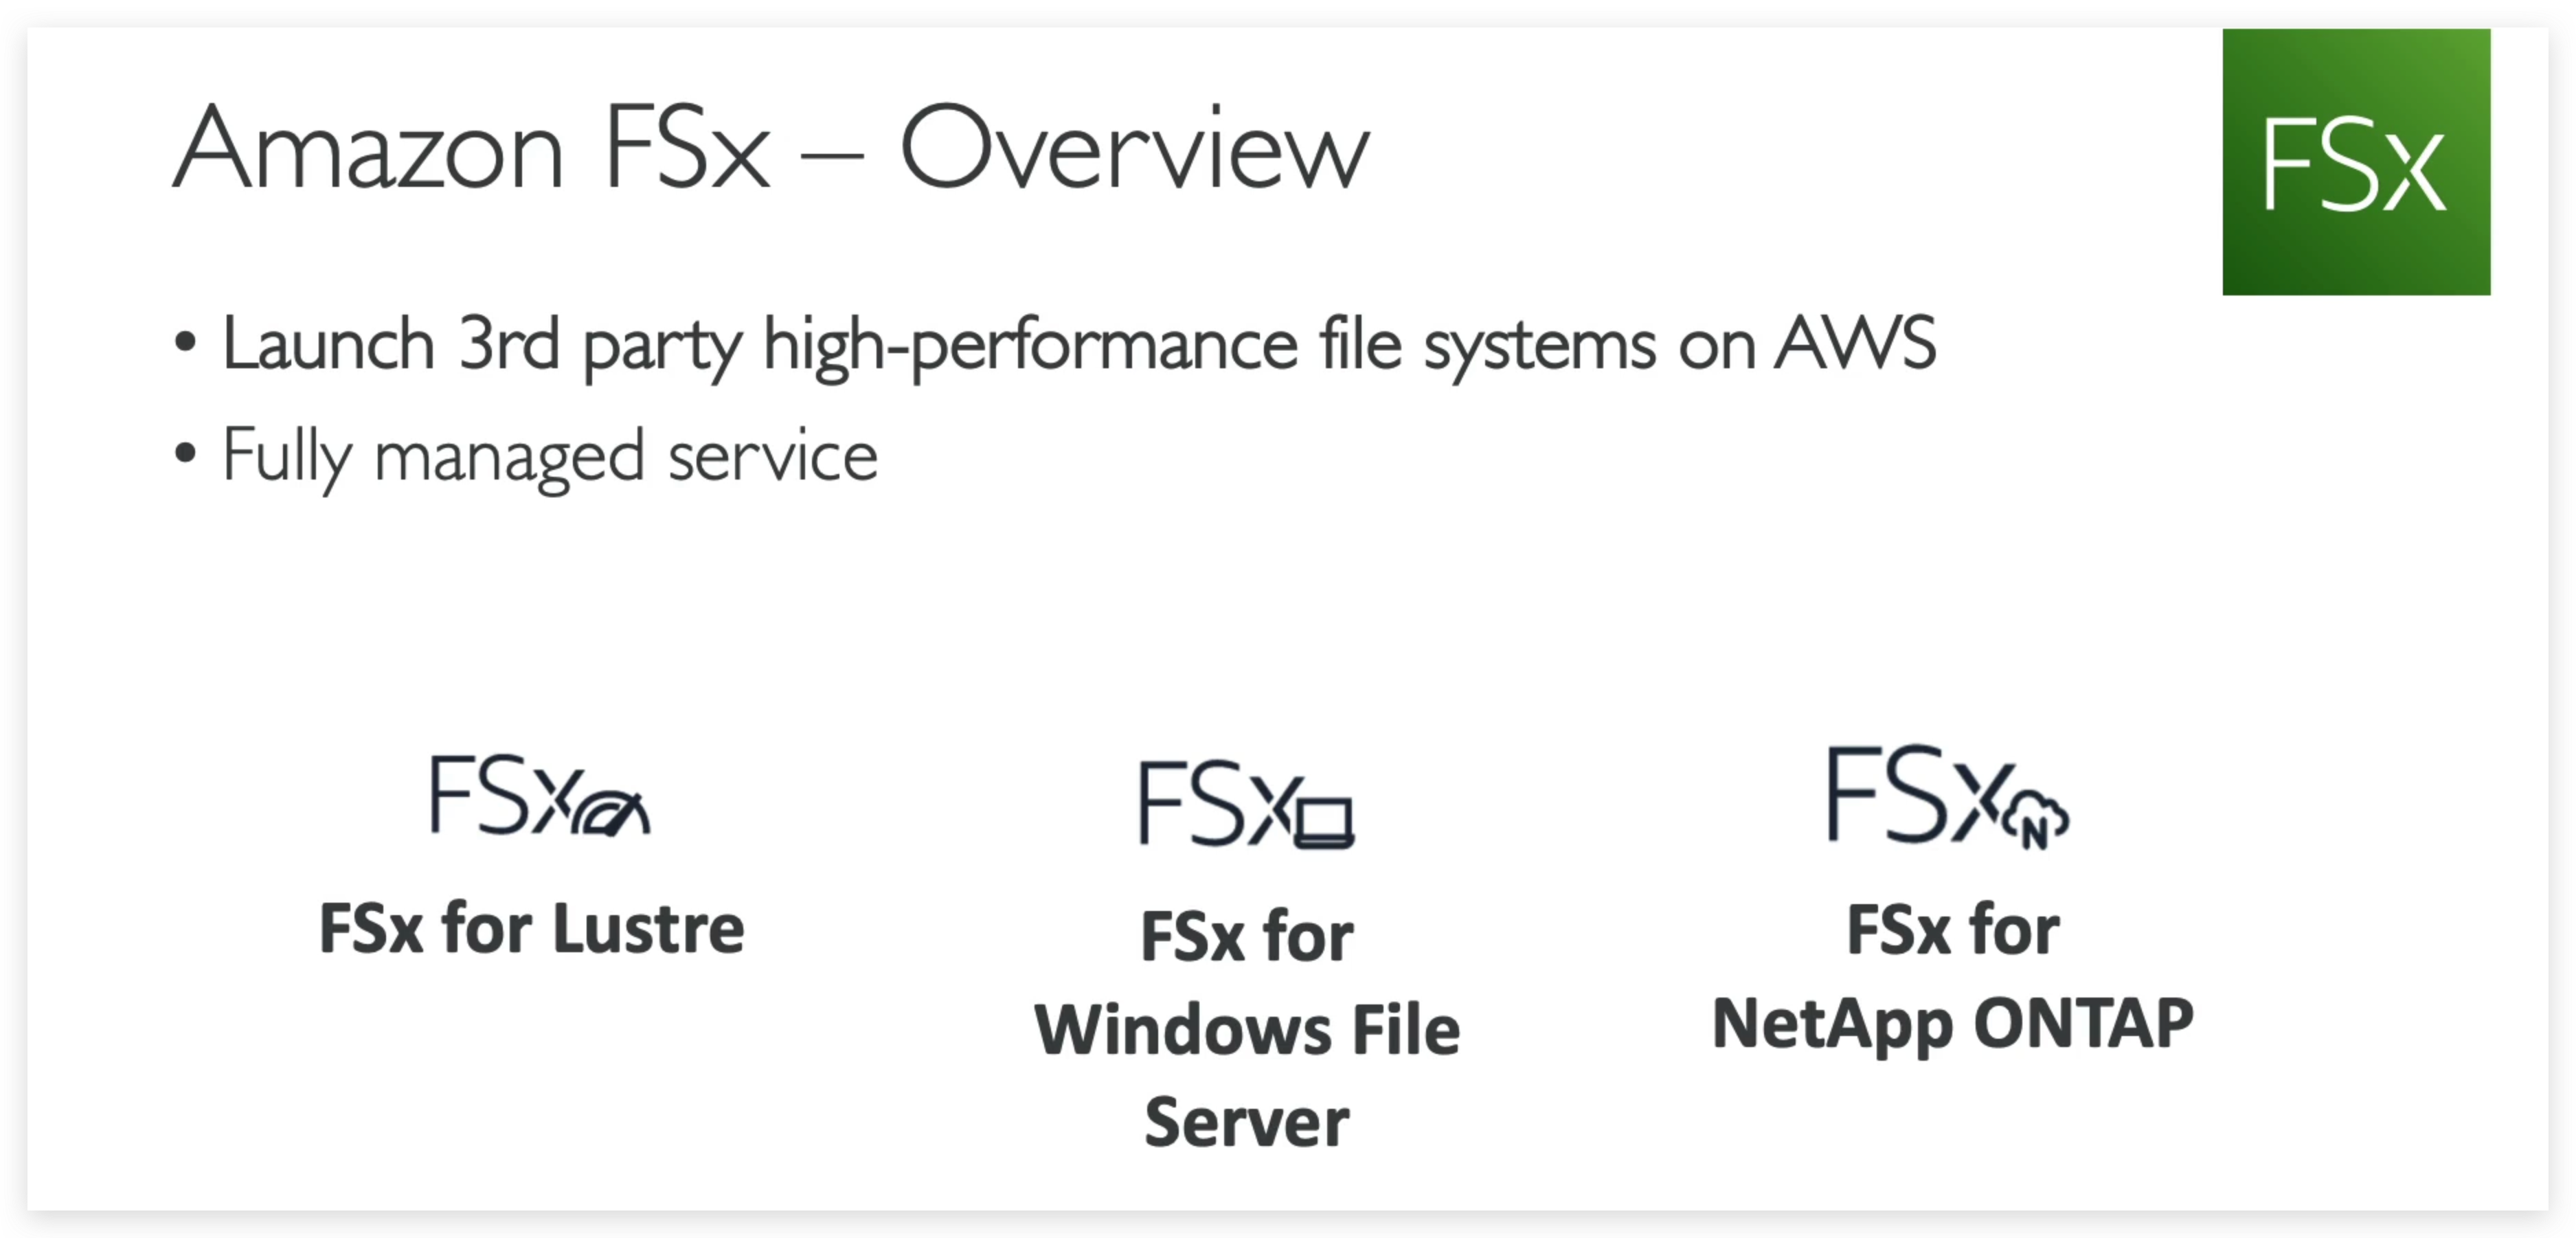 Amazon FSx – Overview
FSx
• Launch 3rd party high-performance file systems on AWS
• Fully managed service
FSx
FSx for Lustre
FSx
FSx for
Windows File
Server
FSx
N
FSx for
NetApp ONTAP